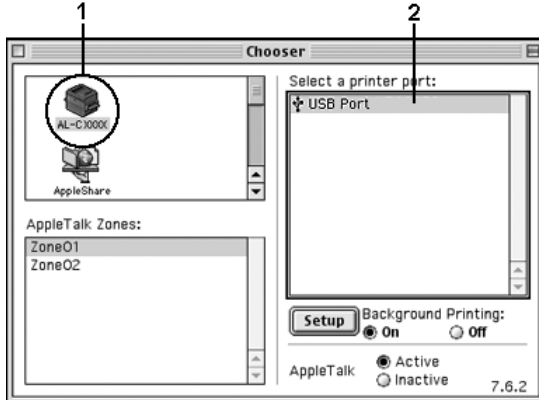 1
2
Chooser
AL-CXXXX
AppleShare
AppleTalk Zones:
Zone01
Zone02
Select a printer port:
USB Port
Setup
Background Printing:
On
Off
AppleTalk
Active
Inactive
7.6.2